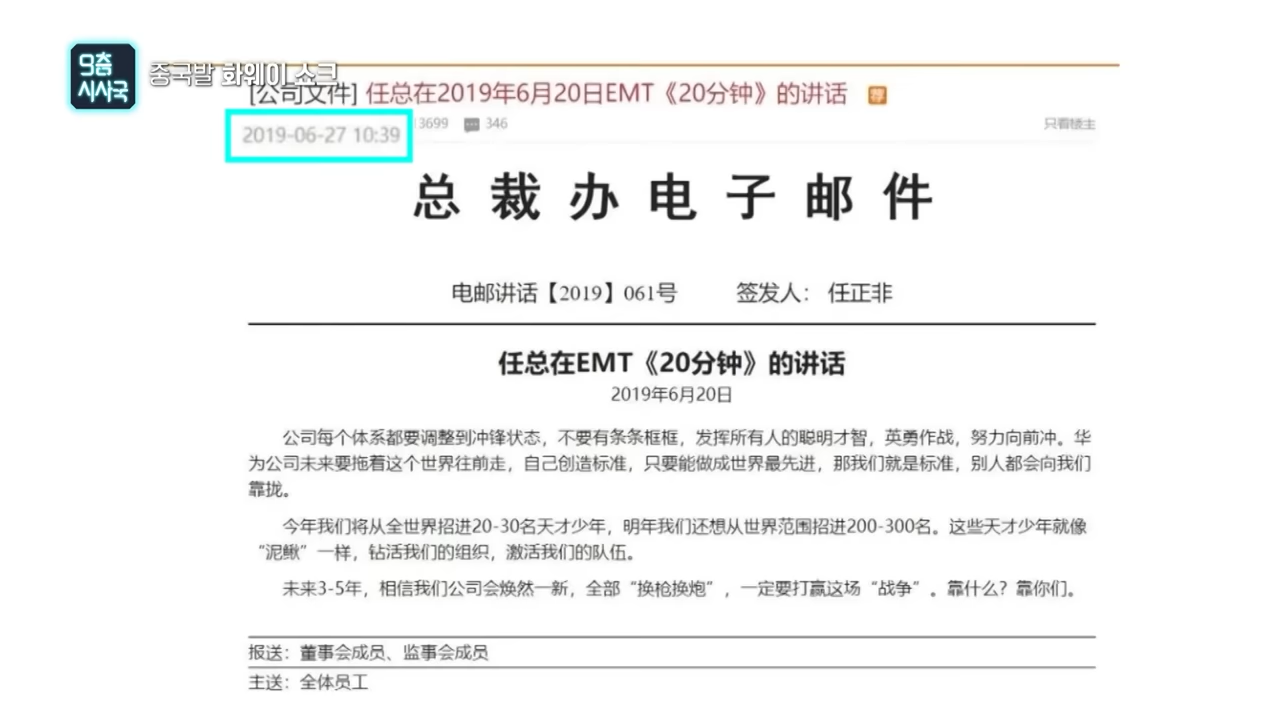 9층
시사국
중국발 화웨이 쇼크
[公司文件] 任总在2019年6月20日EMT《20分钟》的讲话 荐
2019-06-27 10:39 3699 346 只看楼主
总裁办电子邮件
电邮讲话【2019】061号 签发人： 任正非
任总在EMT《20分钟》的讲话
2019年6月20日
公司每个体系都要调整到冲锋状态，不要有条条框框，发挥所有人的聪明才智，英勇作战，努力向前冲。华
为公司未来要拖着这个世界往前走，自己创造标准，只要能做成世界最先进，那我们就是标准，别人都会向我们
靠拢。
今年我们将从全世界招进20-30名天才少年，明年我们还想从世界范围招进200-300名。这些天才少年就像
“泥鳅”一样，钻活我们的组织，激活我们的队伍。
未来3-5年，相信我们公司会焕然一新，全部“换枪换炮”，一定要打赢这场“战争”。靠什么？靠你们。
报送：董事会成员、监事会成员
主送：全体员工